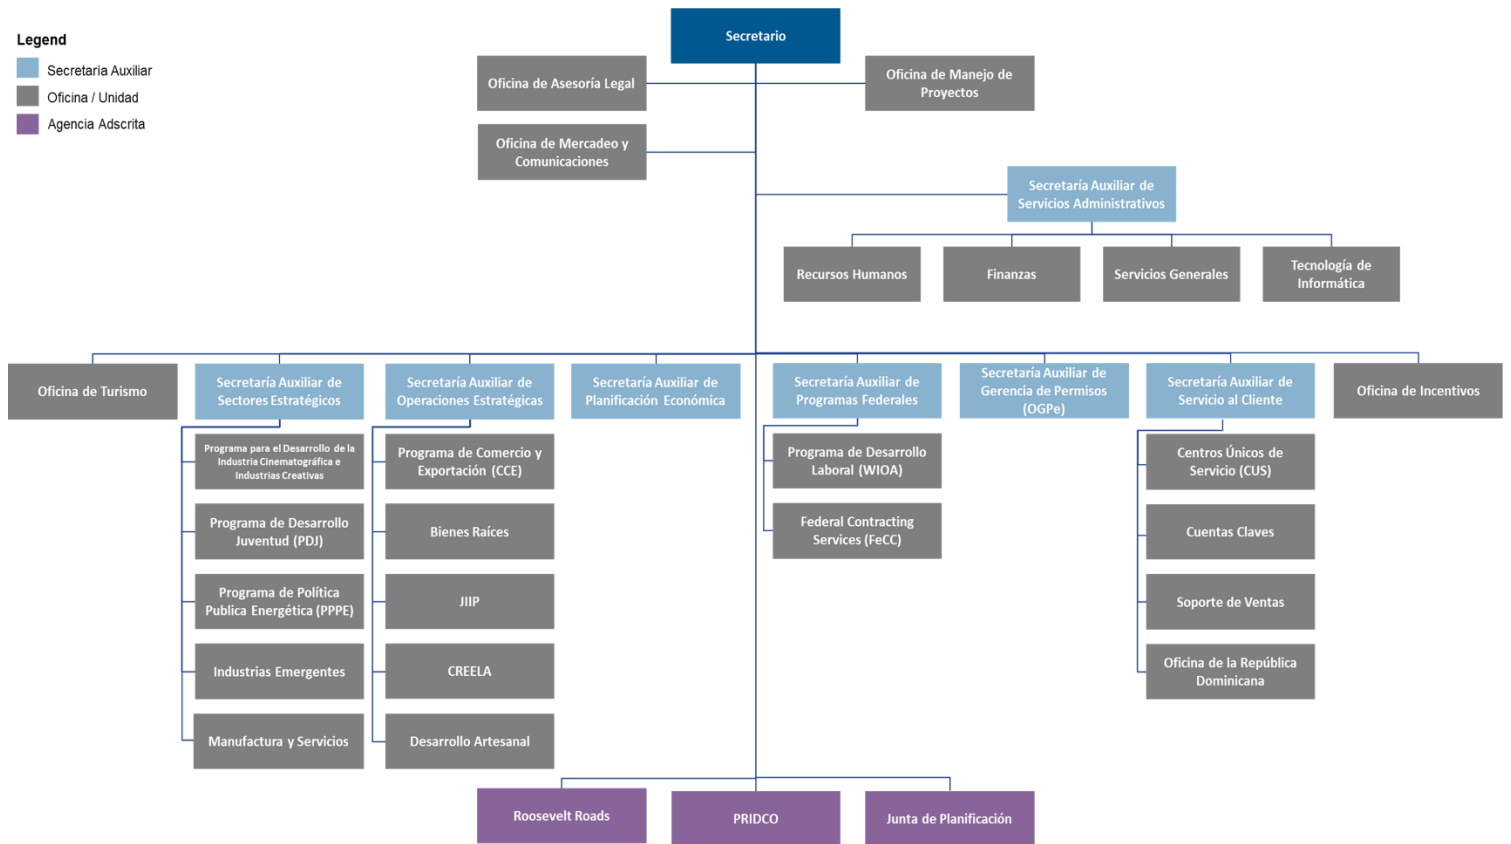 Secretario
Legend
Secretaría Auxiliar
Oficina / Unidad
Agencia Adscrita
Oficina de Asesoría Legal
Oficina de Manejo de
Proyectos
Oficina de Mercadeo y
Comunicaciones
Secretaría Auxiliar de
Servicios Administrativos
Recursos Humanos
Finanzas
Servicios Generales
Tecnología de
Informática
Oficina de Turismo
Secretaría Auxiliar de
Sectores Estratégicos
Secretaría Auxiliar de
Operaciones Estratégicas
Secretaría Auxiliar de
Planificación Económica
Secretaría Auxiliar de
Programas Federales
Secretaría Auxiliar de
Gerencia de Permisos
(OGPe)
Secretaría Auxiliar de
Servicio al Cliente
Oficina de Incentivos
Programa para el Desarrollo de la
Industria Cinematográfica e
Industrias Creativas
Programa de Desarrollo
Juventud (PDJ)
Programa de Política
Publica Energética (PPPE)
Industrias Emergentes
Manufactura y Servicios
Programa de Comercio y
Exportación (CCE)
Bienes Raíces
JIIP
CREELA
Desarrollo Artesanal
Programa de Desarrollo
Laboral (WIOA)
Federal Contracting
Services (FeCC)
Centros Únicos de
Servicio (CUS)
Cuentas Claves
Soporte de Ventas
Oficina de la República
Dominicana
Roosevelt Roads
PRIDCO
Junta de Planificación